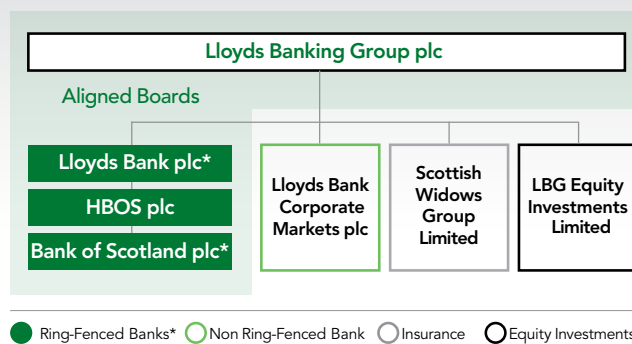 Lloyds Banking Group plc
Aligned Boards
Lloyds Bank plc*
HBOS plc
Bank of Scotland plc*
Lloyds Bank
Corporate
Markets plc
Scottish
Widows
Group
Limited
LBG Equity
Investments
Limited
Ring-Fenced Banks* Non Ring-Fenced Bank Insurance Equity Investments